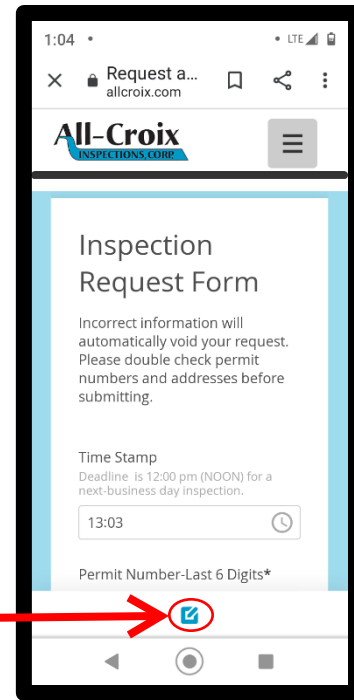 1:04 • • LTE
Request a...
allcroix.com
All-Croix
INSPECTIONS, CORP.
Inspection
Request Form
Incorrect information will
automatically void your request.
Please double check permit
numbers and addresses before
submitting.
Time Stamp
Deadline is 12:00 pm (NOON) for a
next-business day inspection.
13:03
Permit Number-Last 6 Digits*